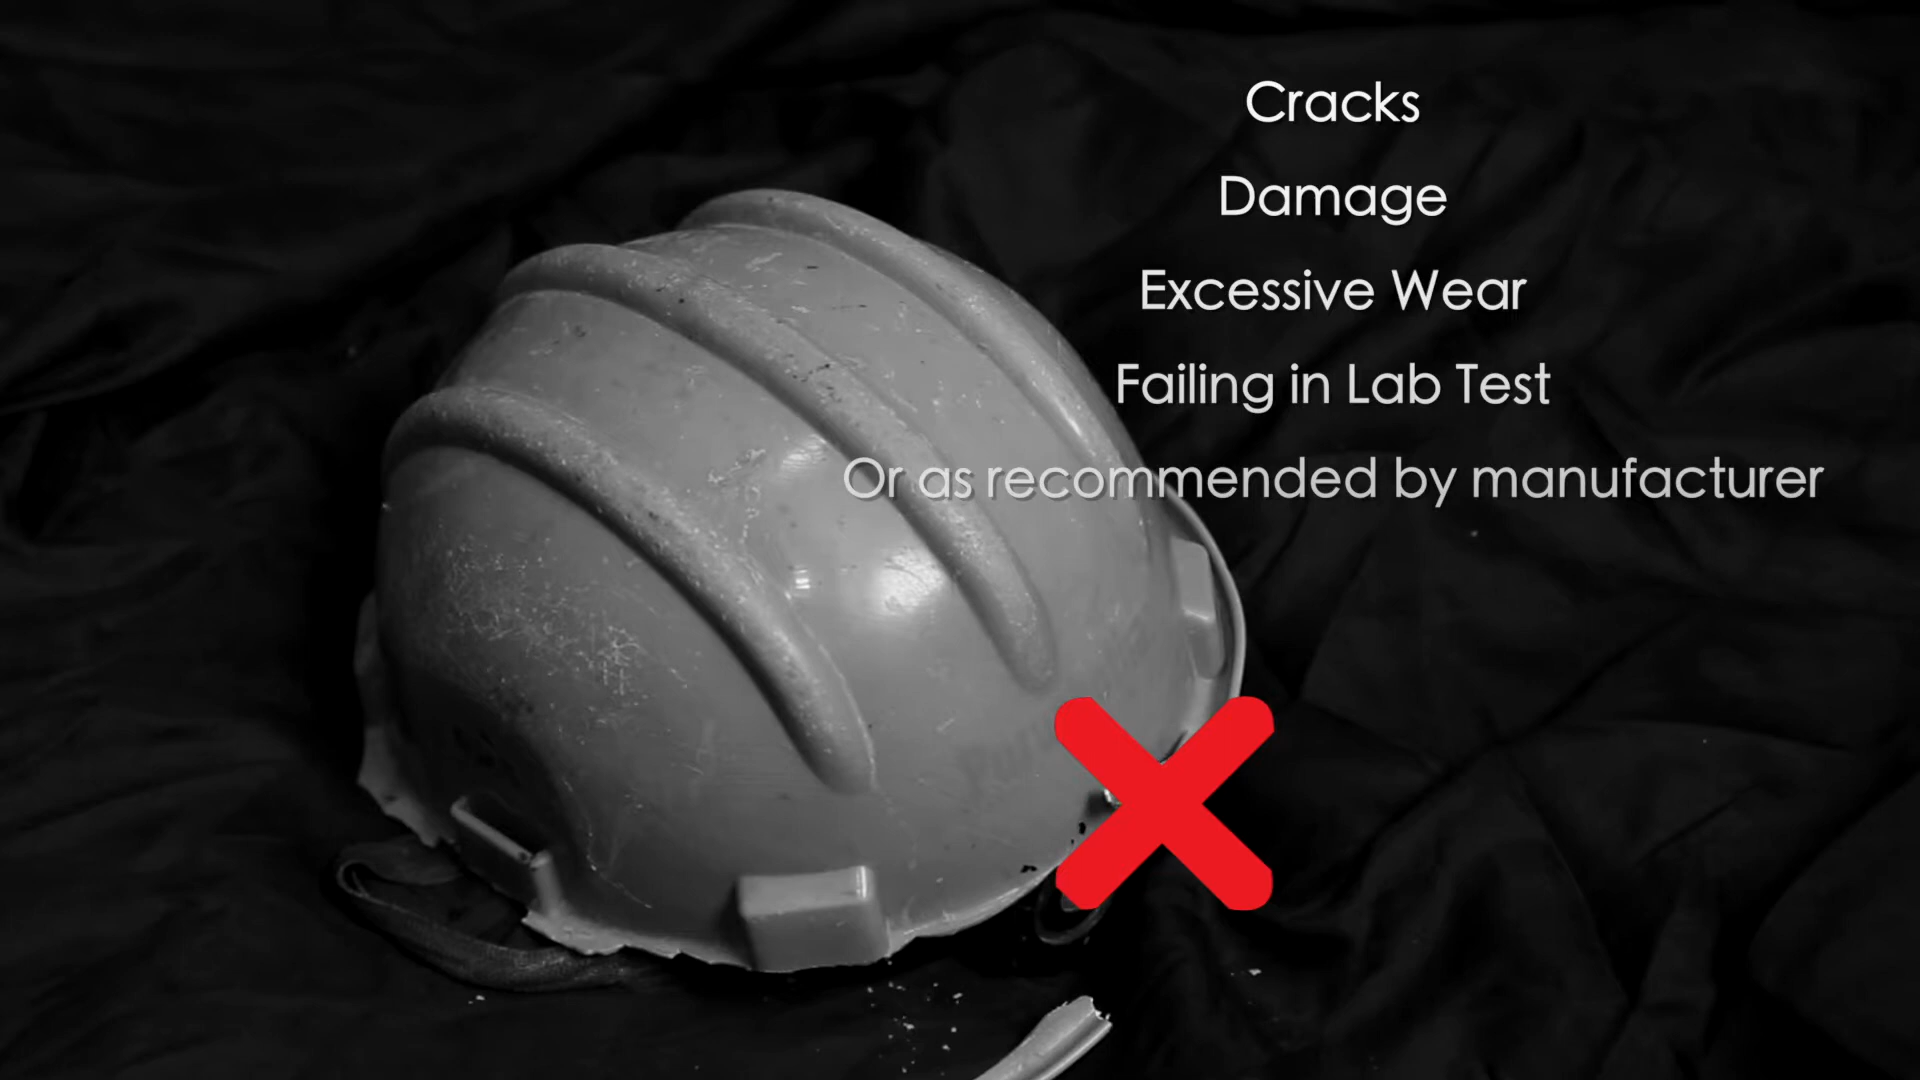 Cracks
Damage
Excessive Wear
Failing in Lab Test
Or as recommended by manufacturer